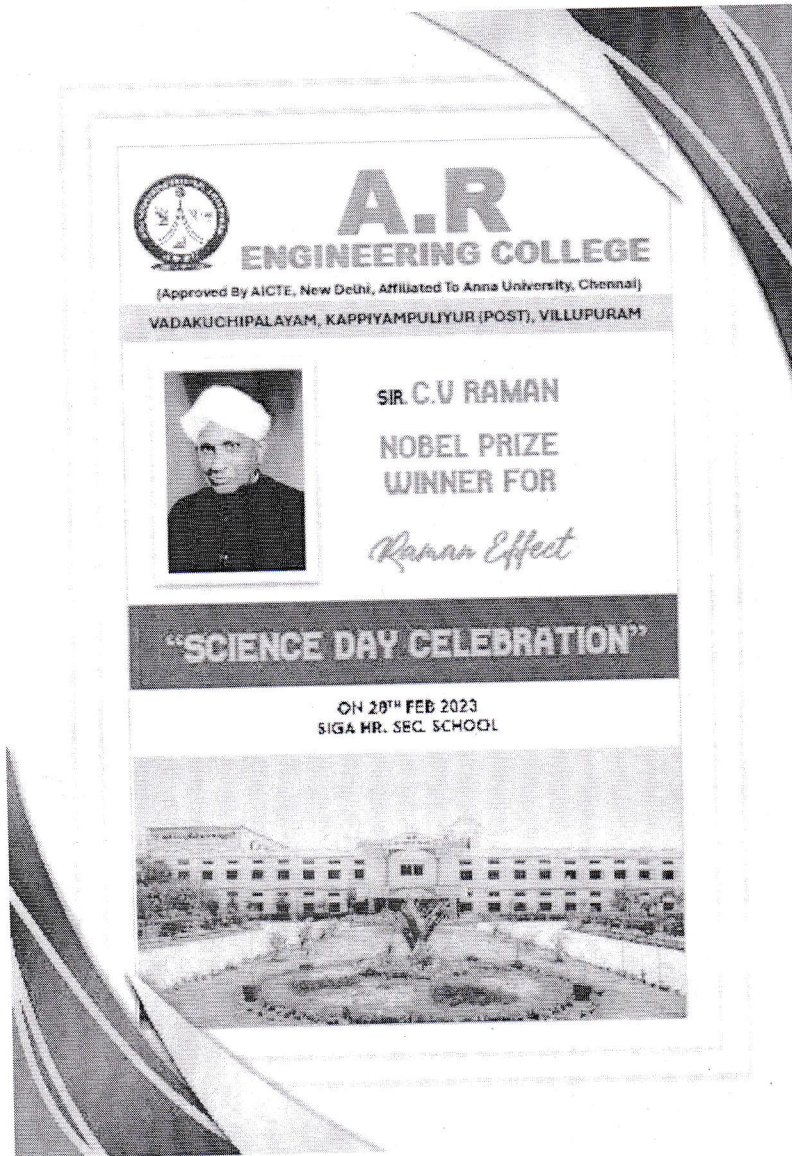 A.R
ENGINEERING COLLEGE
(Approved By AICTE, New Delhi, Affiliated To Anna University, Chennai)
VADAKUCHIPALAYAM, KAPPIYAMPULIYUR (POST), VILLUPURAM
SIR. C.V RAMAN
NOBEL PRIZE
WINNER FOR
Raman Effect
“SCIENCE DAY CELEBRATION”
ON 28TH FEB 2023
SIGA HR. SEC. SCHOOL